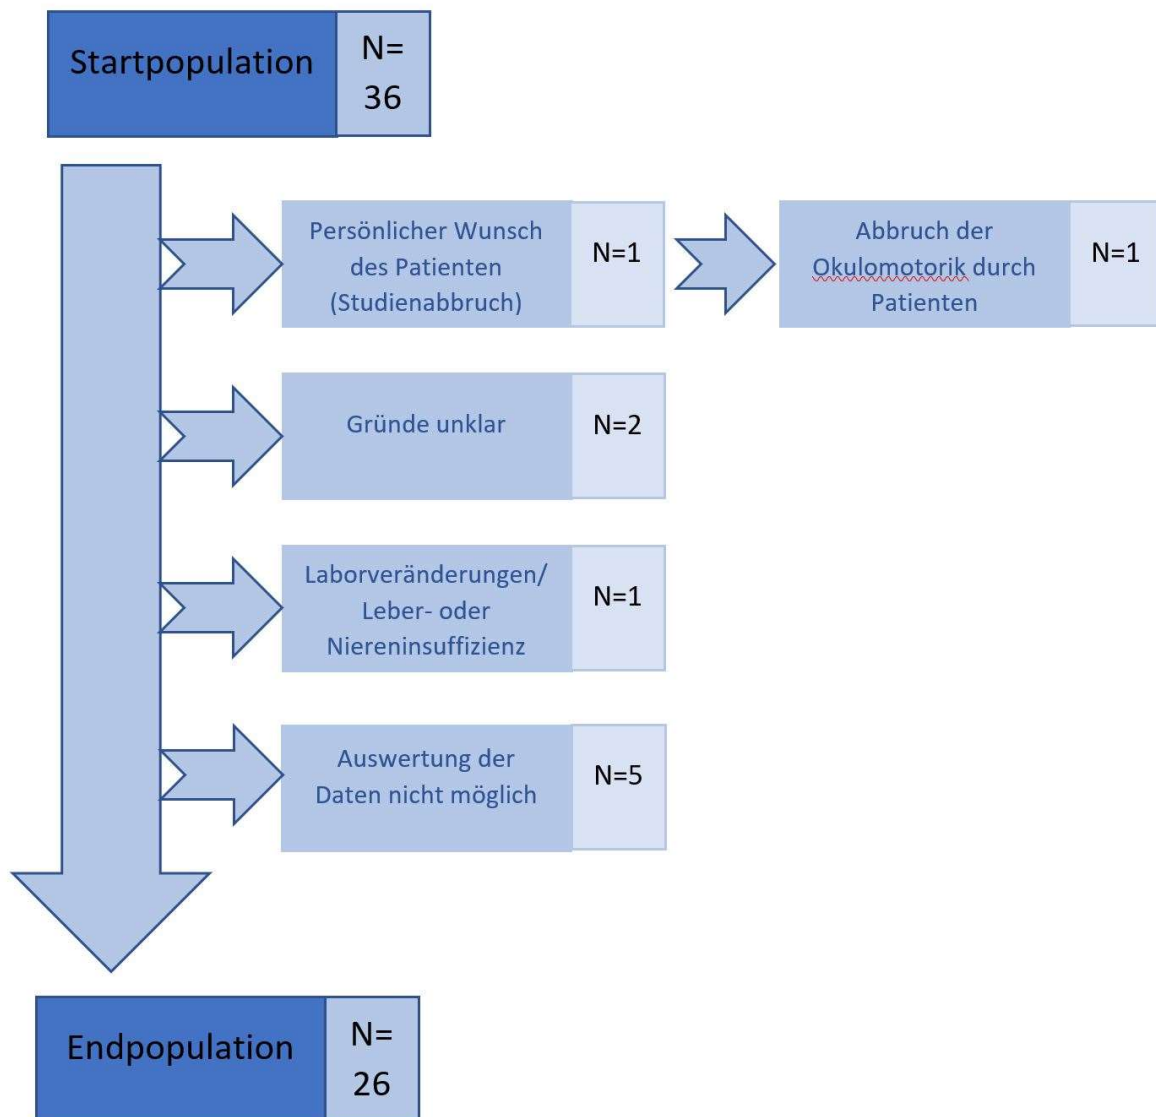 Startpopulation
N=
36
Persönlicher Wunsch
des Patienten
(Studienabbruch)
N=1
Abbruch der
Okulomotorik durch
Patienten
N=1
Gründe unklar
N=2
Laborveränderungen/
Leber- oder
Niereninsuffizienz
N=1
Auswertung der
Daten nicht möglich
N=5
Endpopulation
N=
26